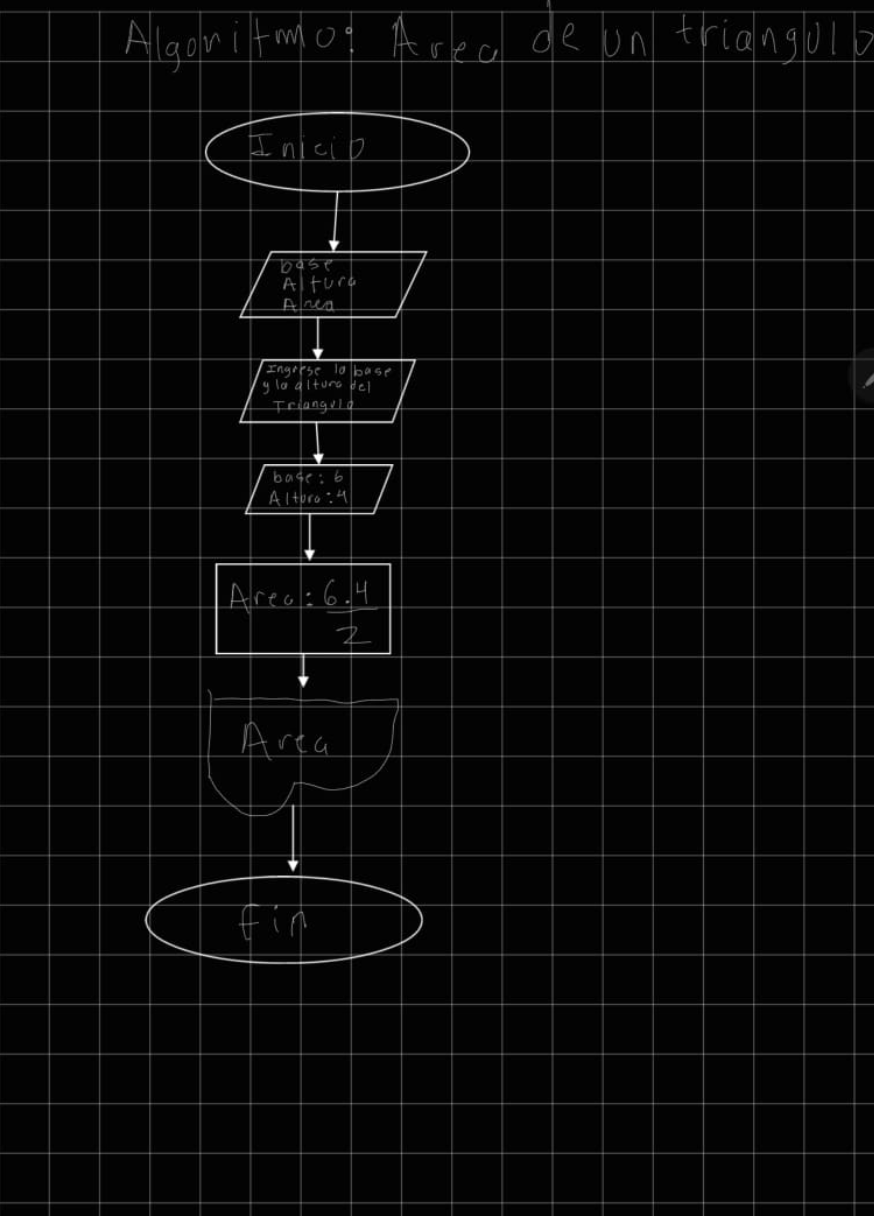 Algoritmo: Area de un triangulo
Inicio
base
Altura
Area
Ingrese la base
y la altura del
Triangulo
base: 6
Altura: 4
Area: 6.4
2
Area
fin